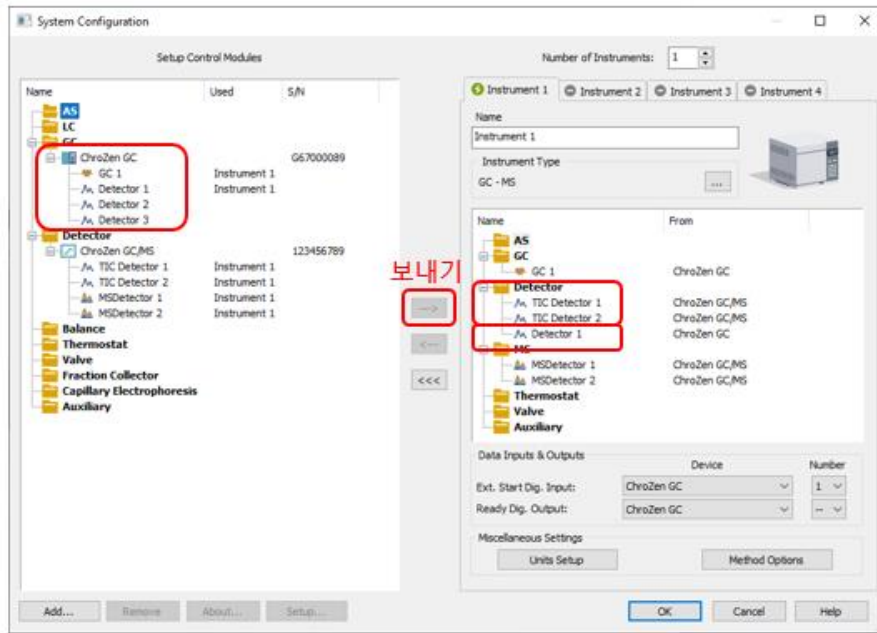 System Configuration
Setup Control Modules
Name Used S/N
AS
LC
GC
ChroZen GC G67000089
GC 1 Instrument 1
Detector 1 Instrument 1
Detector 2
Detector 3
Detector
ChroZen GC/MS 123456789
TIC Detector 1 Instrument 1
TIC Detector 2 Instrument 1
MSDetector 1 Instrument 1
MSDetector 2 Instrument 1
Balance
Thermostat
Valve
Fraction Collector
Capillary Electrophoresis
Auxiliary
Add... Remove About... Setup...
보내기
--->
<---
<<<
Number of Instruments: 1
Instrument 1 Instrument 2 Instrument 3 Instrument 4
Name
Instrument 1
Instrument Type
GC - MS ...
Name From
AS
GC
GC 1 ChroZen GC
Detector
TIC Detector 1 ChroZen GC/MS
TIC Detector 2 ChroZen GC/MS
Detector 1 ChroZen GC
MS
MSDetector 1 ChroZen GC/MS
MSDetector 2 ChroZen GC/MS
Thermostat
Valve
Auxiliary
Data Inputs & Outputs
Device Number
Ext. Start Dig. Input: ChroZen GC 1
Ready Dig. Output: ChroZen GC --
Miscellaneous Settings
Units Setup Method Options
OK Cancel Help